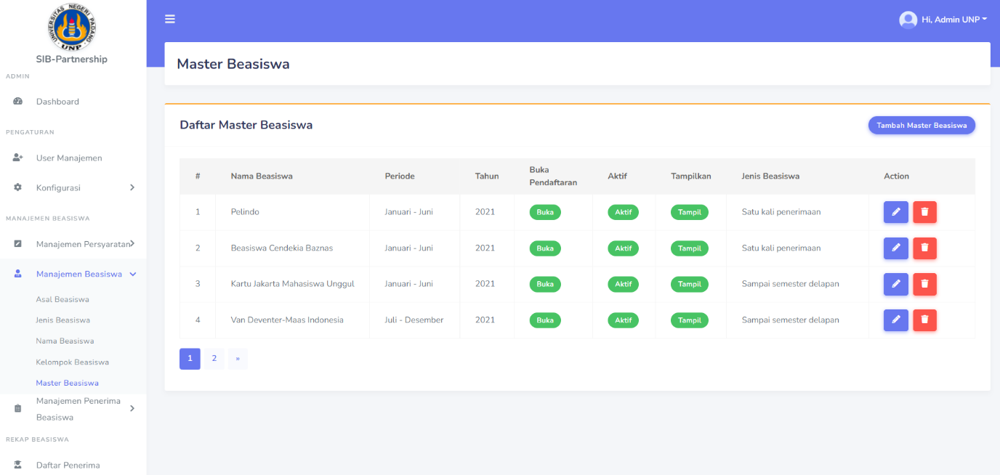 UNIVERSITAS NEGERI PADANG
UNP
SIB-Partnership
ADMIN
Dashboard
PENGATURAN
User Manajemen
Konfigurasi
MANAJEMEN BEASISWA
Manajemen Persyaratan
Manajemen Beasiswa
Asal Beasiswa
Jenis Beasiswa
Nama Beasiswa
Kelompok Beasiswa
Master Beasiswa
Manajemen Penerima
Beasiswa
REKAP BEASISWA
Daftar Penerima
Hi, Admin UNP
Master Beasiswa
Daftar Master Beasiswa
Tambah Master Beasiswa
# Nama Beasiswa Periode Tahun Buka Pendaftaran Aktif Tampilkan Jenis Beasiswa Action
1 Pelindo Januari - Juni 2021 Buka Aktif Tampil Satu kali penerimaan
2 Beasiswa Cendekia Baznas Januari - Juni 2021 Buka Aktif Tampil Satu kali penerimaan
3 Kartu Jakarta Mahasiswa Unggul Januari - Juni 2021 Buka Aktif Tampil Sampai semester delapan
4 Van Deventer-Maas Indonesia Juli - Desember 2021 Buka Aktif Tampil Sampai semester delapan
1 2 »